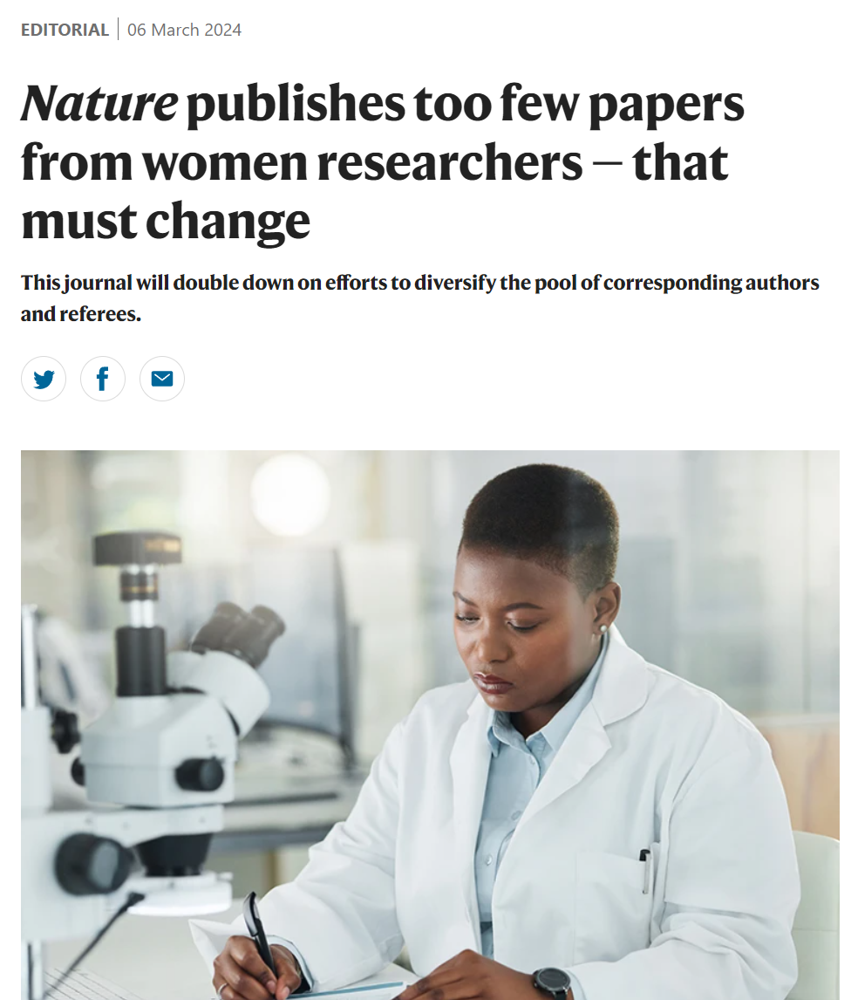 EDITORIAL | 06 March 2024
Nature publishes too few papers
from women researchers — that
must change
This journal will double down on efforts to diversify the pool of corresponding authors
and referees.